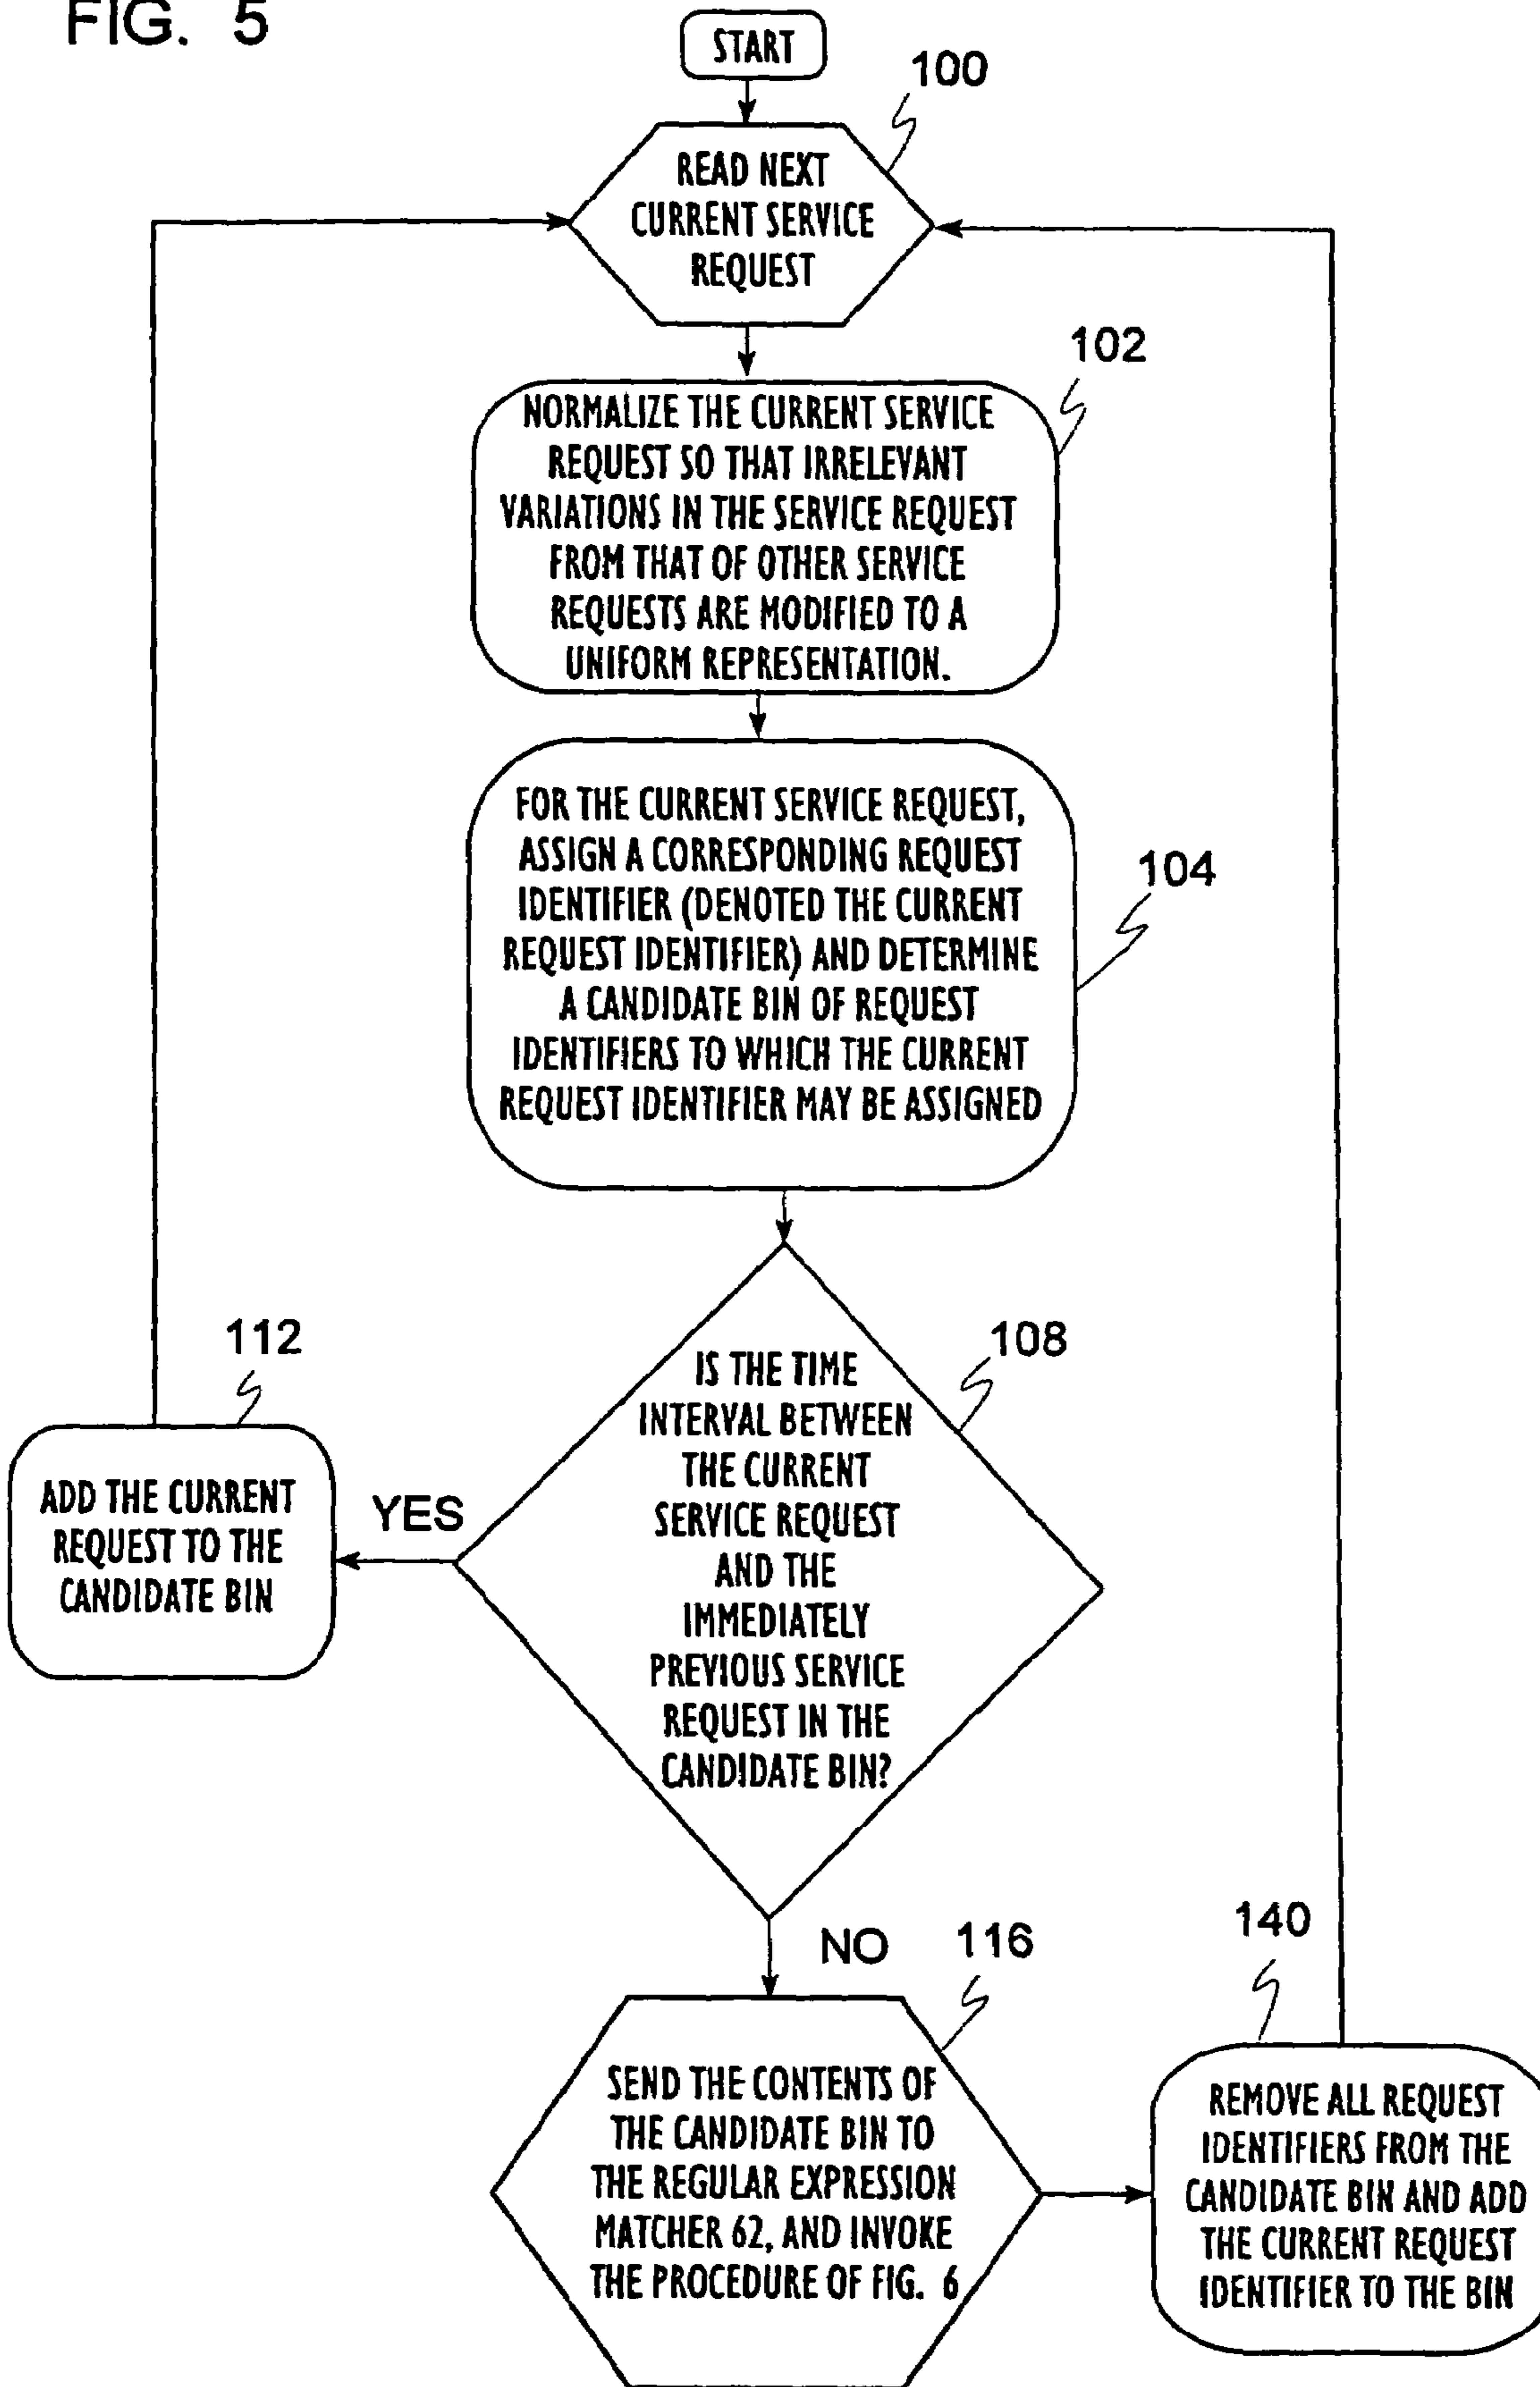 FIG. 5
START
100
READ NEXT
CURRENT SERVICE
REQUEST
102
NORMALIZE THE CURRENT SERVICE
REQUEST SO THAT IRRELEVANT
VARIATIONS IN THE SERVICE REQUEST
FROM THAT OF OTHER SERVICE
REQUESTS ARE MODIFIED TO A
UNIFORM REPRESENTATION.
FOR THE CURRENT SERVICE REQUEST,
ASSIGN A CORRESPONDING REQUEST
IDENTIFIER (DENOTED THE CURRENT
REQUEST IDENTIFIER) AND DETERMINE
A CANDIDATE BIN OF REQUEST
IDENTIFIERS TO WHICH THE CURRENT
REQUEST IDENTIFIER MAY BE ASSIGNED
104
112
ADD THE CURRENT
REQUEST TO THE
CANDIDATE BIN
YES
108
IS THE TIME
INTERVAL BETWEEN
THE CURRENT
SERVICE REQUEST
AND THE
IMMEDIATELY
PREVIOUS SERVICE
REQUEST IN THE
CANDIDATE BIN?
NO
116
SEND THE CONTENTS OF
THE CANDIDATE BIN TO
THE REGULAR EXPRESSION
MATCHER 62, AND INVOKE
THE PROCEDURE OF FIG. 6
140
REMOVE ALL REQUEST
IDENTIFIERS FROM THE
CANDIDATE BIN AND ADD
THE CURRENT REQUEST
IDENTIFIER TO THE BIN